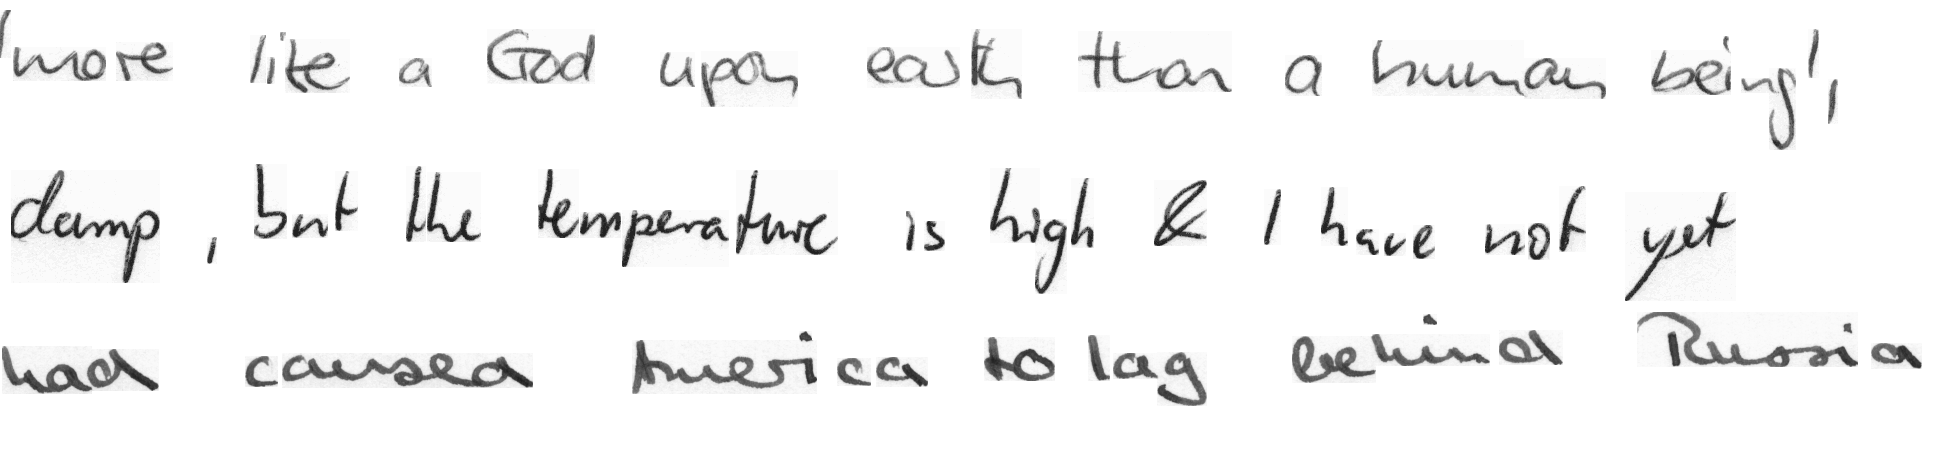 'more like a God upon earth than a human being',
damp, but the temperature is high & I have not yet
had caused America to lag behind Russia